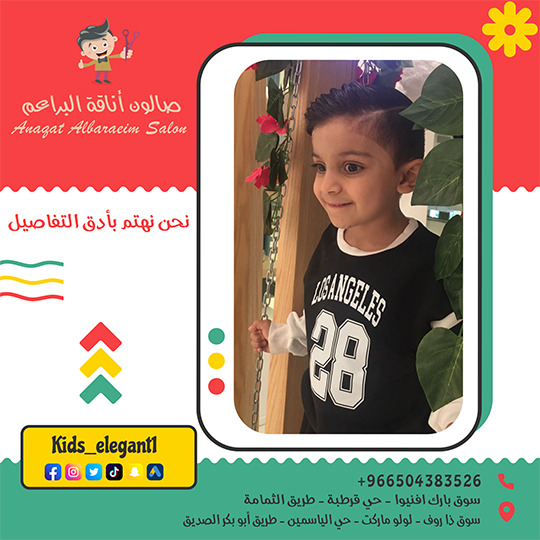 صالون أناقة البراعم
Anaqat Albaraeim Salon
نحن نهتم بأدق التفاصيل
LOS ANGELES
28
Kids_elegant1
+966504383526
سوق بارك افنيوا - حي قرطبة - طريق الثمامة
سوق ذا روف - لولو ماركت - حي الياسمين - طريق أبو بكر الصديق